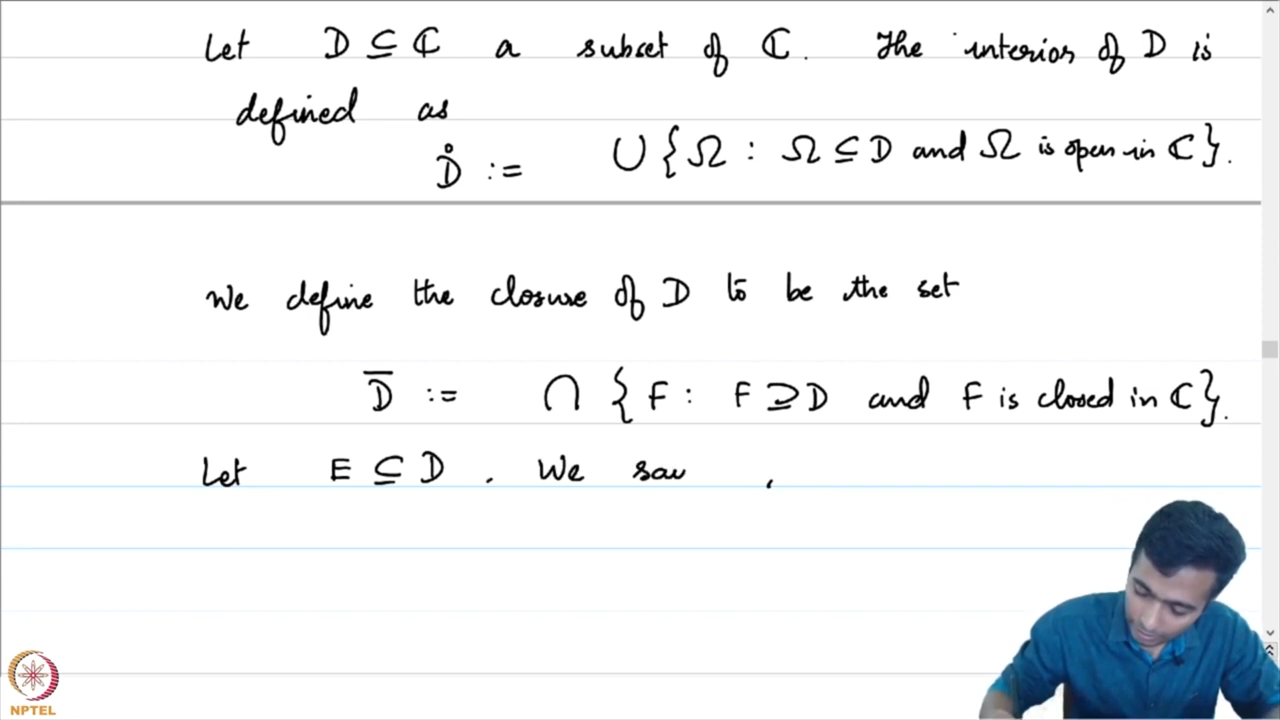 Let D ⊆ ℂ a subset of ℂ. The interior of D is
defined as
D̊ := ∪ {Ω : Ω ⊆ D and Ω is open in ℂ}.
We define the closure of D to be the set
D̅ := ∩ {F : F ⊇ D and F is closed in ℂ}.
Let E ⊆ D. We say
NPTEL